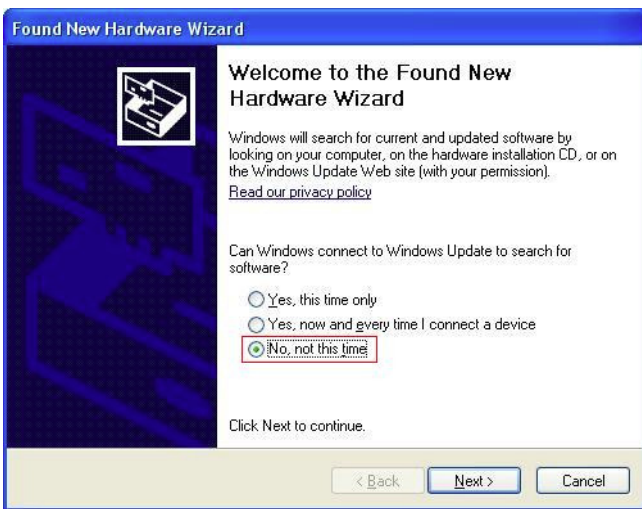 Found New Hardware Wizard
Welcome to the Found New
Hardware Wizard
Windows will search for current and updated software by
looking on your computer, on the hardware installation CD, or on
the Windows Update Web site (with your permission).
Read our privacy policy
Can Windows connect to Windows Update to search for
software?
Yes, this time only
Yes, now and every time I connect a device
No, not this time
Click Next to continue.
< Back
Next >
Cancel